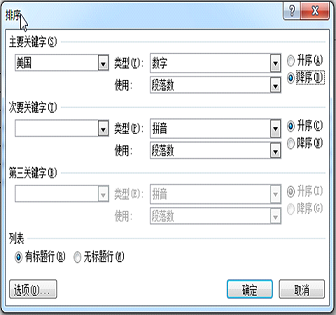 排序
主要关键字(S)
美国 类型(Y): 数字 升序(A)
使用: 段落数 降序(D)
次要关键字(T)
类型(P): 拼音 升序(C)
使用: 段落数 降序(N)
第三关键字(B)
类型(E): 拼音 升序(I)
使用: 段落数 降序(G)
列表
有标题行(R) 无标题行(W)
选项(O)... 确定 取消